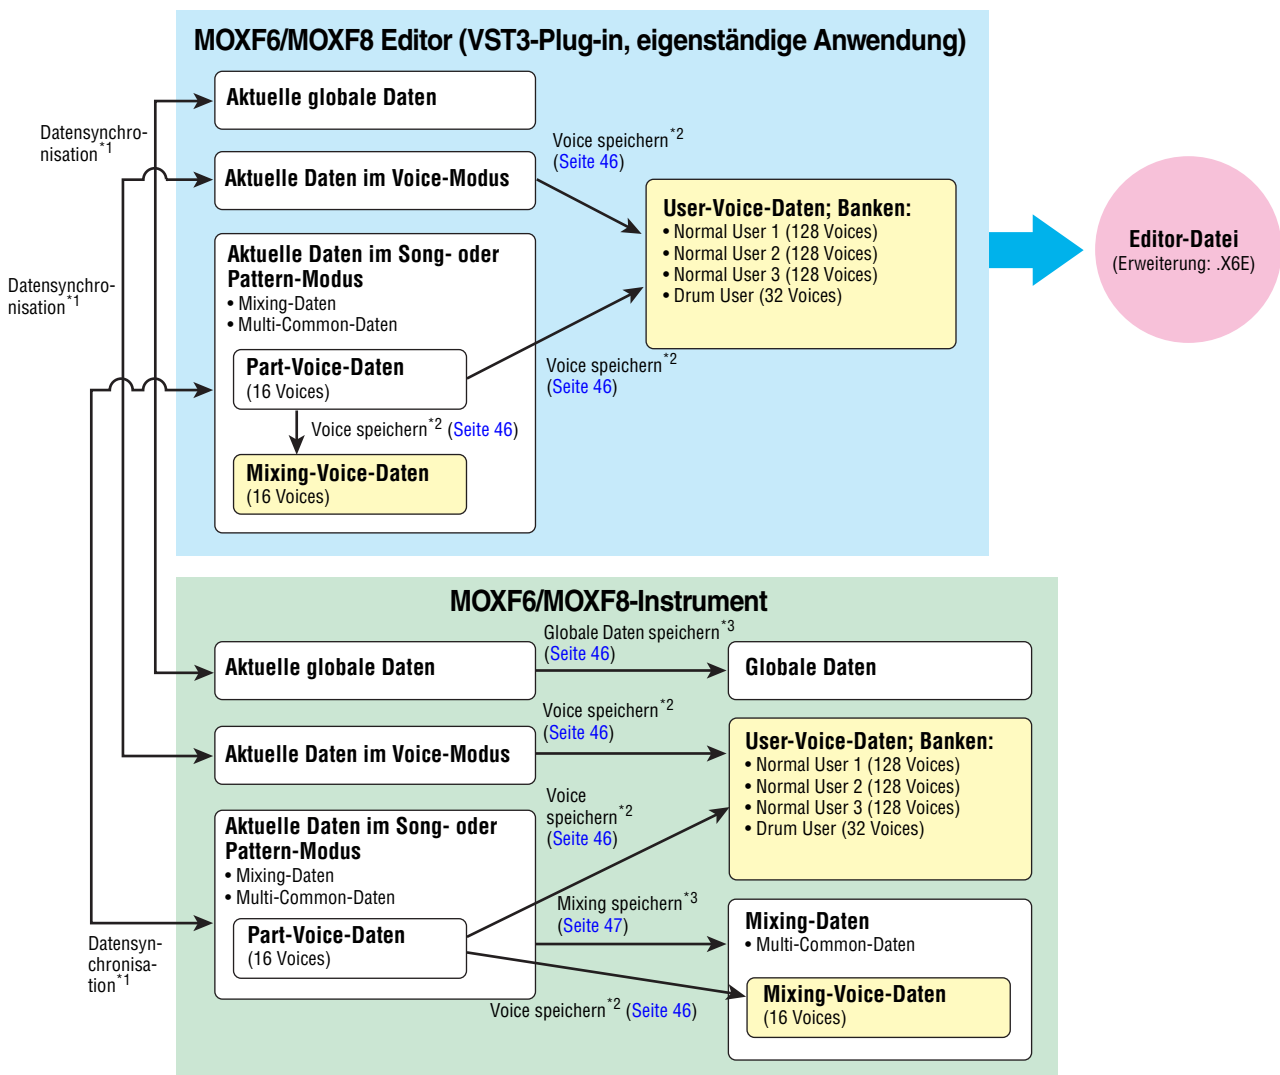 MOXF6/MOXF8 Editor (VST3-Plug-in, eigenständige Anwendung)
Aktuelle globale Daten
Datensynchro-
nisation*1
Voice speichern*2
(Seite 46)
Aktuelle Daten im Voice-Modus
User-Voice-Daten; Banken:
• Normal User 1 (128 Voices)
• Normal User 2 (128 Voices)
• Normal User 3 (128 Voices)
• Drum User (32 Voices)
Editor-Datei
(Erweiterung: .X6E)
Datensynchro-
nisation*1
Aktuelle Daten im Song- oder
Pattern-Modus
• Mixing-Daten
• Multi-Common-Daten
Part-Voice-Daten
(16 Voices)
Voice speichern*2
(Seite 46)
Voice speichern*2 (Seite 46)
Mixing-Voice-Daten
(16 Voices)
MOXF6/MOXF8-Instrument
Aktuelle globale Daten
Globale Daten speichern*3
(Seite 46)
Globale Daten
Voice speichern*2
(Seite 46)
Aktuelle Daten im Voice-Modus
User-Voice-Daten; Banken:
• Normal User 1 (128 Voices)
• Normal User 2 (128 Voices)
• Normal User 3 (128 Voices)
• Drum User (32 Voices)
Voice
speichern*2
(Seite 46)
Aktuelle Daten im Song- oder
Pattern-Modus
• Mixing-Daten
• Multi-Common-Daten
Part-Voice-Daten
(16 Voices)
Mixing speichern*3
(Seite 47)
Mixing-Daten
• Multi-Common-Daten
Datensyn-
chronisa-
tion*1
Voice speichern*2 (Seite 46)
Mixing-Voice-Daten
(16 Voices)